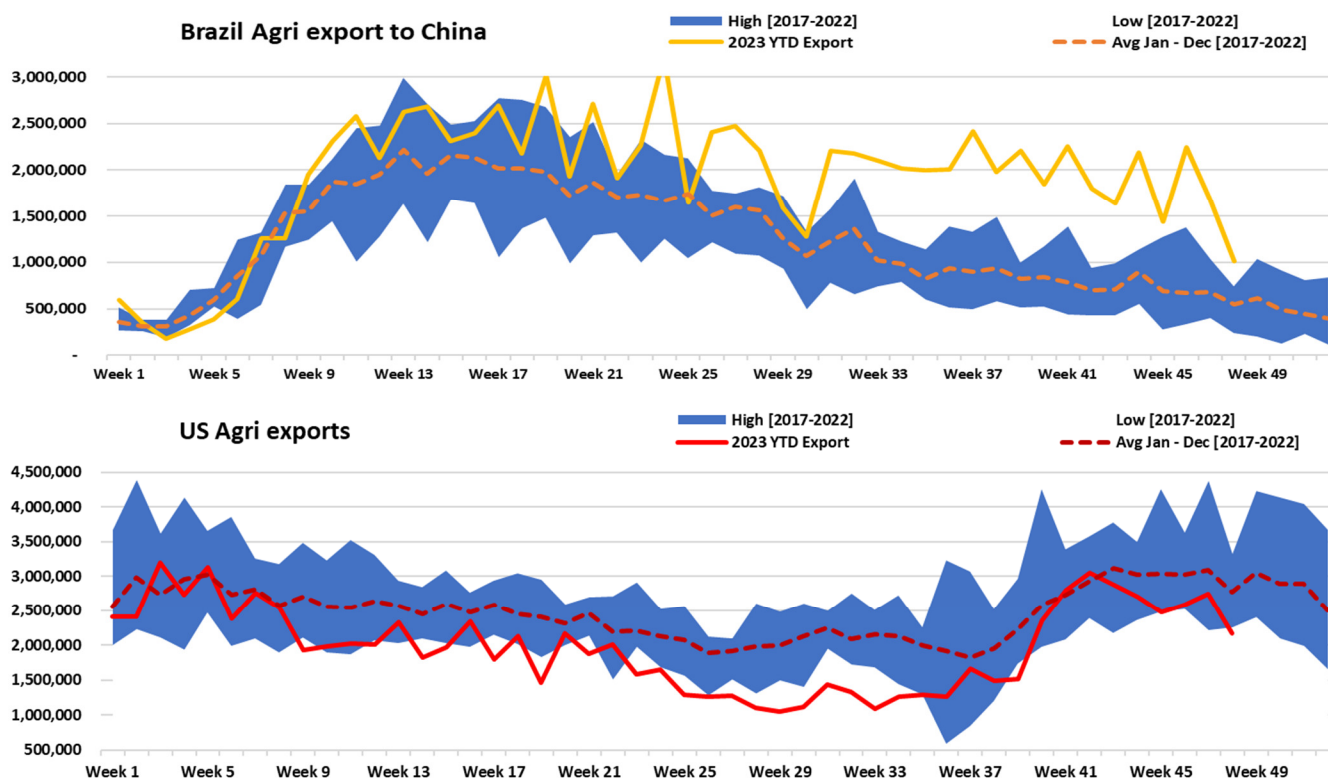 Brazil Agri export to China
High [2017-2022]
Low [2017-2022]
2023 YTD Export
Avg Jan - Dec [2017-2022]
3,000,000
2,500,000
2,000,000
1,500,000
1,000,000
500,000
-
Week 1 Week 5 Week 9 Week 13 Week 17 Week 21 Week 25 Week 29 Week 33 Week 37 Week 41 Week 45 Week 49
US Agri exports
High [2017-2022]
Low [2017-2022]
2023 YTD Export
Avg Jan - Dec [2017-2022]
4,500,000
4,000,000
3,500,000
3,000,000
2,500,000
2,000,000
1,500,000
1,000,000
500,000
Week 1 Week 5 Week 9 Week 13 Week 17 Week 21 Week 25 Week 29 Week 33 Week 37 Week 41 Week 45 Week 49